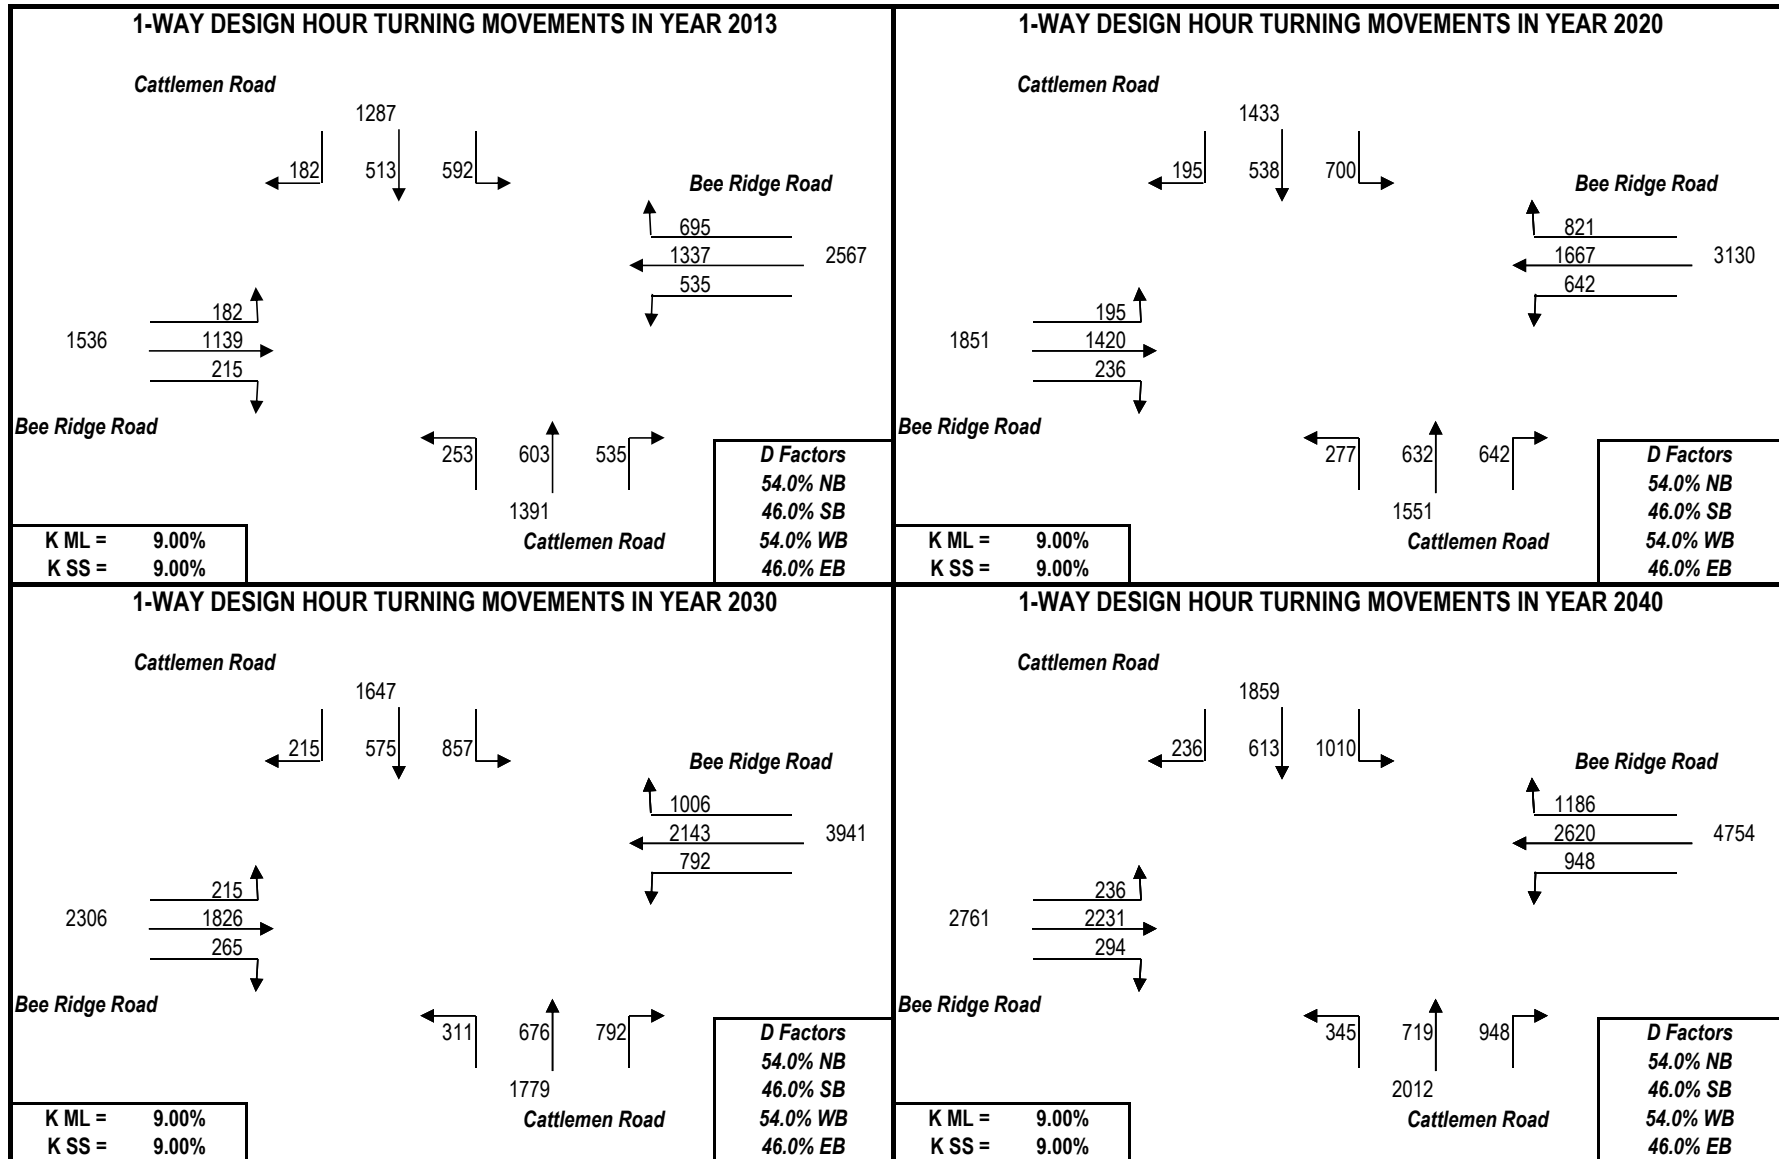 1-WAY DESIGN HOUR TURNING MOVEMENTS IN YEAR 2013
Cattlemen Road
1287
182 513 592
Bee Ridge Road
695
1337 2567
535
182
1536 1139
215
Bee Ridge Road
253 603 535
1391
Cattlemen Road
K ML = 9.00%
K SS = 9.00%
D Factors
54.0% NB
46.0% SB
54.0% WB
46.0% EB
1-WAY DESIGN HOUR TURNING MOVEMENTS IN YEAR 2020
Cattlemen Road
1433
195 538 700
Bee Ridge Road
821
1667 3130
642
195
1851 1420
236
Bee Ridge Road
277 632 642
1551
Cattlemen Road
K ML = 9.00%
K SS = 9.00%
D Factors
54.0% NB
46.0% SB
54.0% WB
46.0% EB
1-WAY DESIGN HOUR TURNING MOVEMENTS IN YEAR 2030
Cattlemen Road
1647
215 575 857
Bee Ridge Road
1006
2143 3941
792
215
2306 1826
265
Bee Ridge Road
311 676 792
1779
Cattlemen Road
K ML = 9.00%
K SS = 9.00%
D Factors
54.0% NB
46.0% SB
54.0% WB
46.0% EB
1-WAY DESIGN HOUR TURNING MOVEMENTS IN YEAR 2040
Cattlemen Road
1859
236 613 1010
Bee Ridge Road
1186
2620 4754
948
236
2761 2231
294
Bee Ridge Road
345 719 948
2012
Cattlemen Road
K ML = 9.00%
K SS = 9.00%
D Factors
54.0% NB
46.0% SB
54.0% WB
46.0% EB